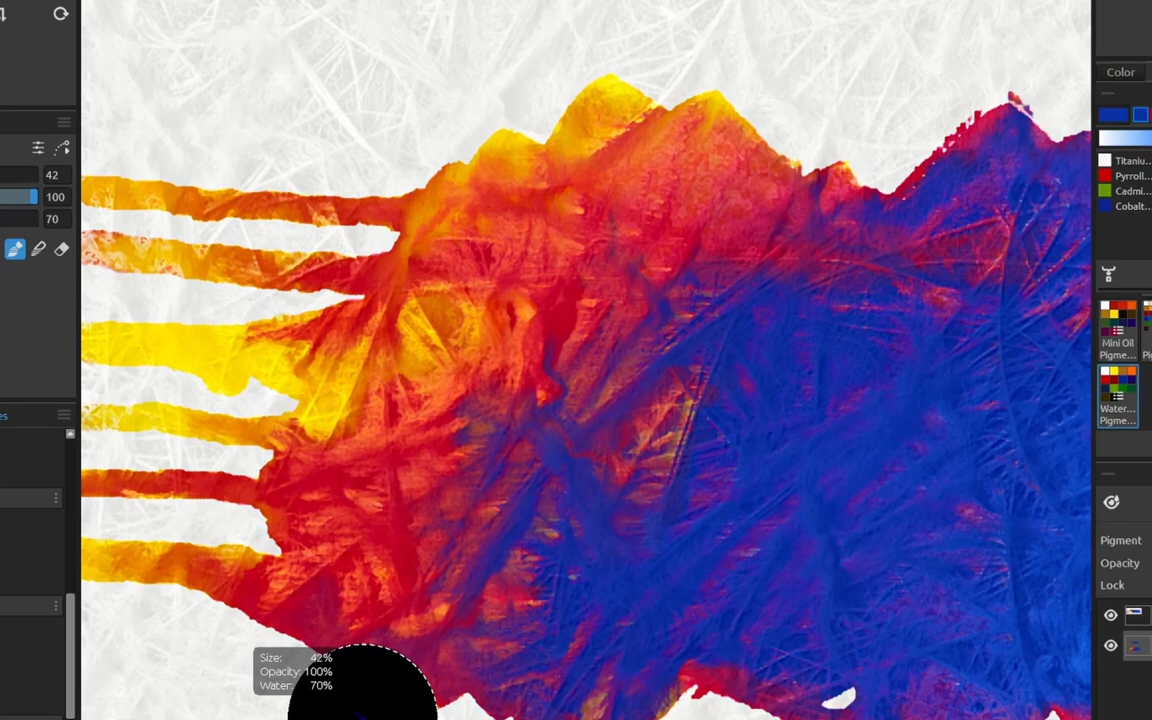 42
100
70
es
Size: 42%
Opacity: 100%
Water: 70%
Color
Titaniu...
Pyrroll...
Cadmi...
Cobalt...
Mini Oil
Pigme...
Water...
Pigme...
Pigment
Opacity
Lock